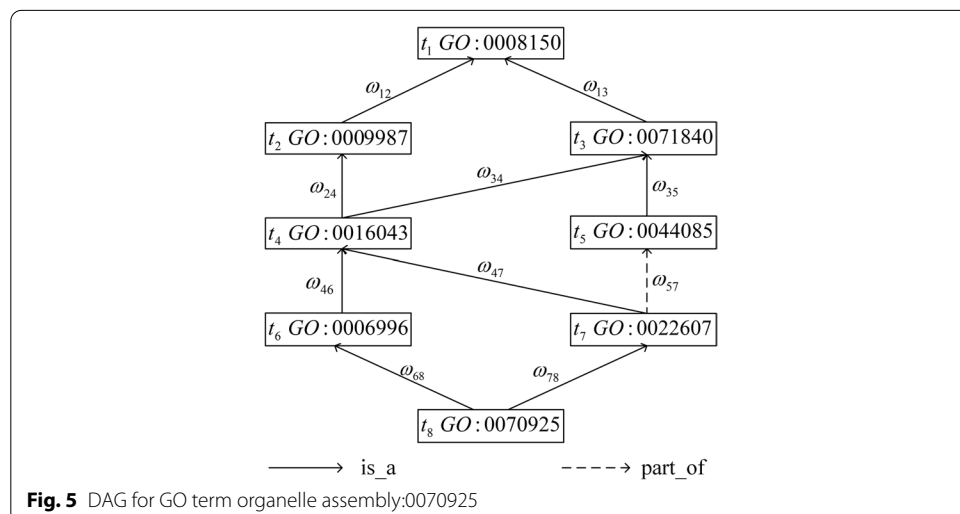 t₁ GO:0008150
ω₁₂ ω₁₃
t₂ GO:0009987 t₃ GO:0071840
ω₃₄
ω₂₄ ω₃₅
t₄ GO:0016043 t₅ GO:0044085
ω₄₇
ω₄₆ ω₅₇
t₆ GO:0006996 t₇ GO:0022607
ω₆₈ ω₇₈
t₈ GO:0070925
is_a part_of
Fig. 5 DAG for GO term organelle assembly:0070925